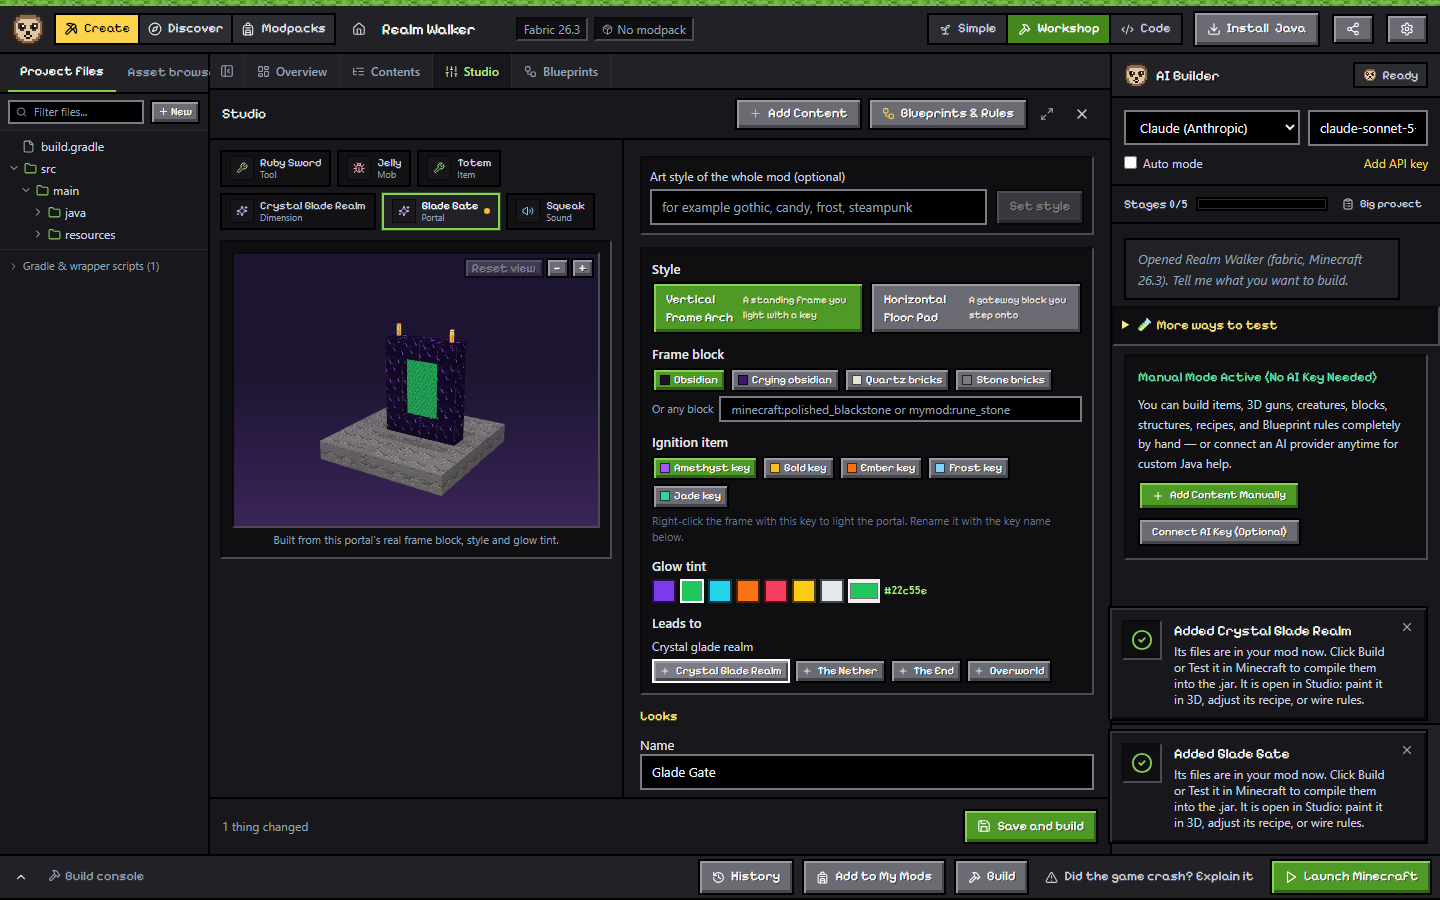 Create
Discover
Modpacks
Realm Walker
Fabric 26.3
No modpack
Simple
Workshop
Code
Install Java
Project files
Asset brows
Overview
Contents
Studio
Blueprints
AI Builder
Ready
Filter files...
+ New
build.gradle
src
main
java
resources
Gradle & wrapper scripts (1)
Studio
+ Add Content
Blueprints & Rules
Ruby Sword
Tool
Jelly
Mob
Totem
Item
Crystal Glade Realm
Dimension
Glade Gate
Portal
Squeak
Sound
Reset view
-
+
Built from this portal's real frame block, style and glow tint.
Art style of the whole mod (optional)
for example gothic, candy, frost, steampunk
Set style
Style
Vertical
Frame Arch
A standing frame you
light with a key
Horizontal
Floor Pad
A gateway block you
step onto
Frame block
Obsidian
Crying obsidian
Quartz bricks
Stone bricks
Or any block
minecraft:polished_blackstone or mymod:rune_stone
Ignition item
Amethyst key
Gold key
Ember key
Frost key
Jade key
Right-click the frame with this key to light the portal. Rename it with the key name
below.
Glow tint
#22c55e
Leads to
Crystal glade realm
+ Crystal Glade Realm
+ The Nether
+ The End
+ Overworld
Looks
Name
Glade Gate
1 thing changed
Save and build
Claude (Anthropic)
claude-sonnet-5-
Auto mode
Add API key
Stages 0/5
Big project
Opened Realm Walker (fabric, Minecraft
26.3). Tell me what you want to build.
More ways to test
Manual Mode Active (No AI Key Needed)
You can build items, 3D guns, creatures, blocks,
structures, recipes, and Blueprint rules completely
by hand — or connect an AI provider anytime for
custom Java help.
+ Add Content Manually
Connect AI Key (Optional)
Added Crystal Glade Realm
Its files are in your mod now. Click Build
or Test it in Minecraft to compile them
into the .jar. It is open in Studio: paint it
in 3D, adjust its recipe, or wire rules.
Added Glade Gate
Its files are in your mod now. Click Build
or Test it in Minecraft to compile them
into the .jar. It is open in Studio: paint it
in 3D, adjust its recipe, or wire rules.
Build console
History
Add to My Mods
Build
Did the game crash? Explain it
Launch Minecraft